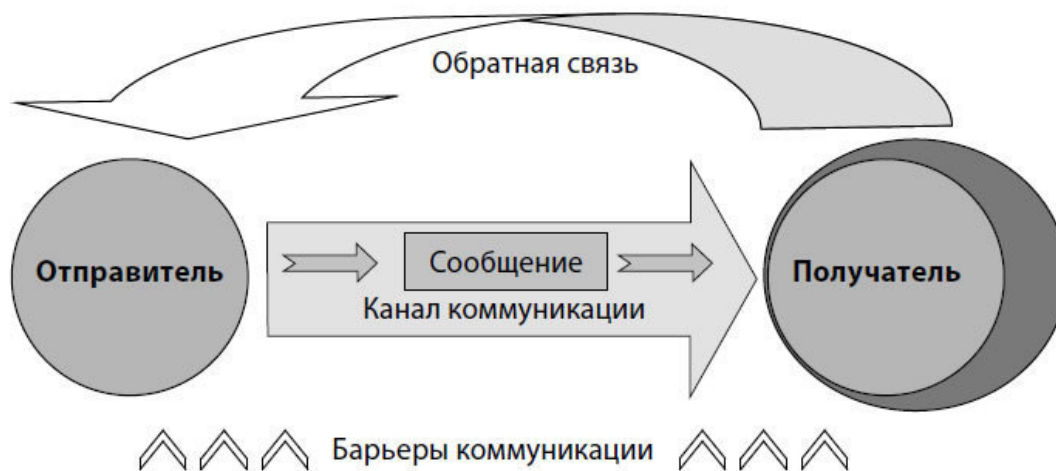 Обратная связь
Отправитель
Сообщение
Канал коммуникации
Получатель
Барьеры коммуникации